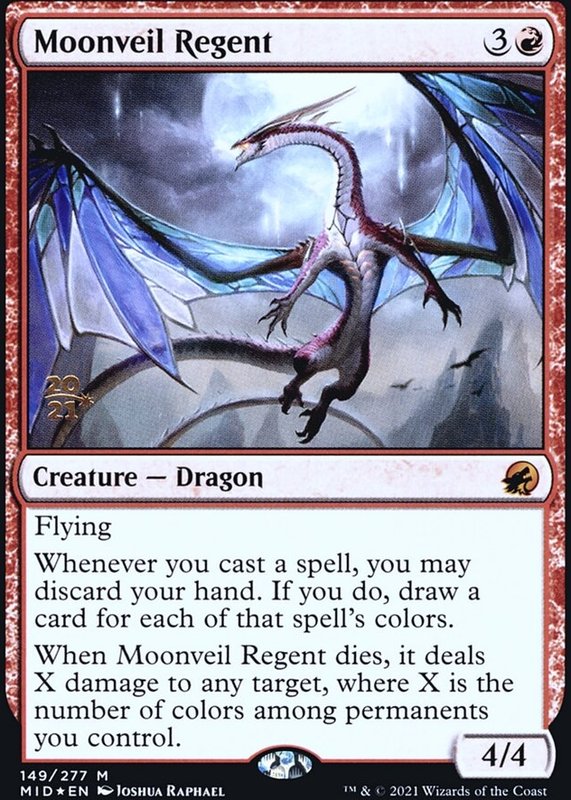 Moonveil Regent 3
20
21
Creature — Dragon
Flying
Whenever you cast a spell, you may
discard your hand. If you do, draw a
card for each of that spell's colors.
When Moonveil Regent dies, it deals
X damage to any target, where X is the
number of colors among permanents
you control.
4/4
149/277 M
MID★EN Joshua Raphael
™ & © 2021 Wizards of the Coast